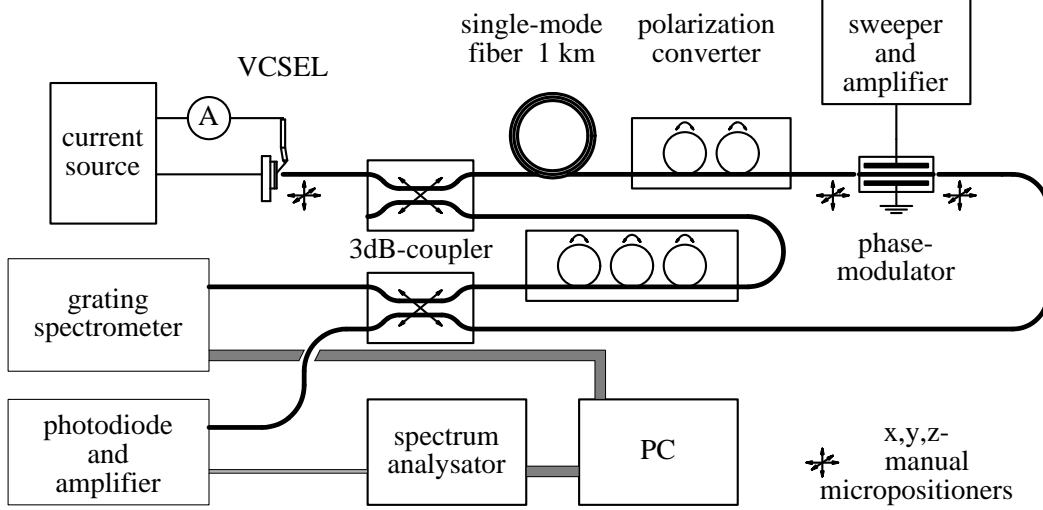 single-mode
fiber 1 km
polarization
converter
sweeper
and
amplifier
VCSEL
A
current
source
3dB-coupler
phase-
modulator
grating
spectrometer
photodiode
and
amplifier
spectrum
analysator
PC
x,y,z-
manual
micropositioners